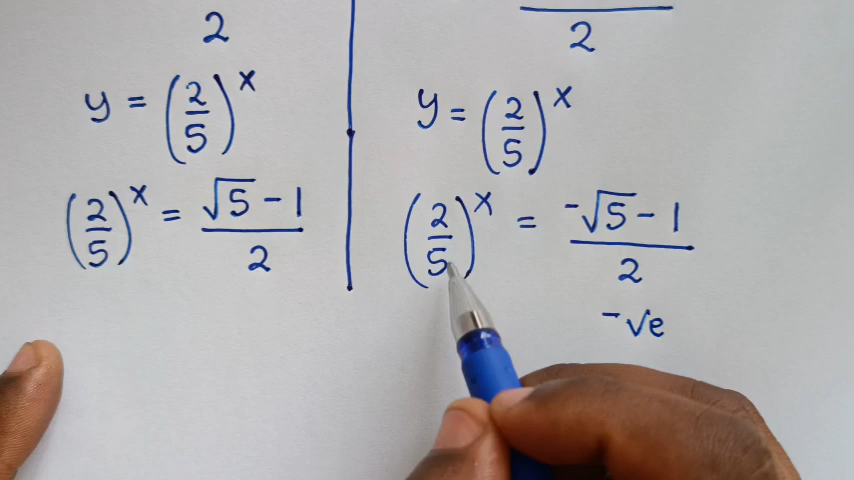 2
y = (2/5)^x
(2/5)^x = (√5 - 1)/2
2
y = (2/5)^x
(2/5)^x = (-√5 - 1)/2
-ve